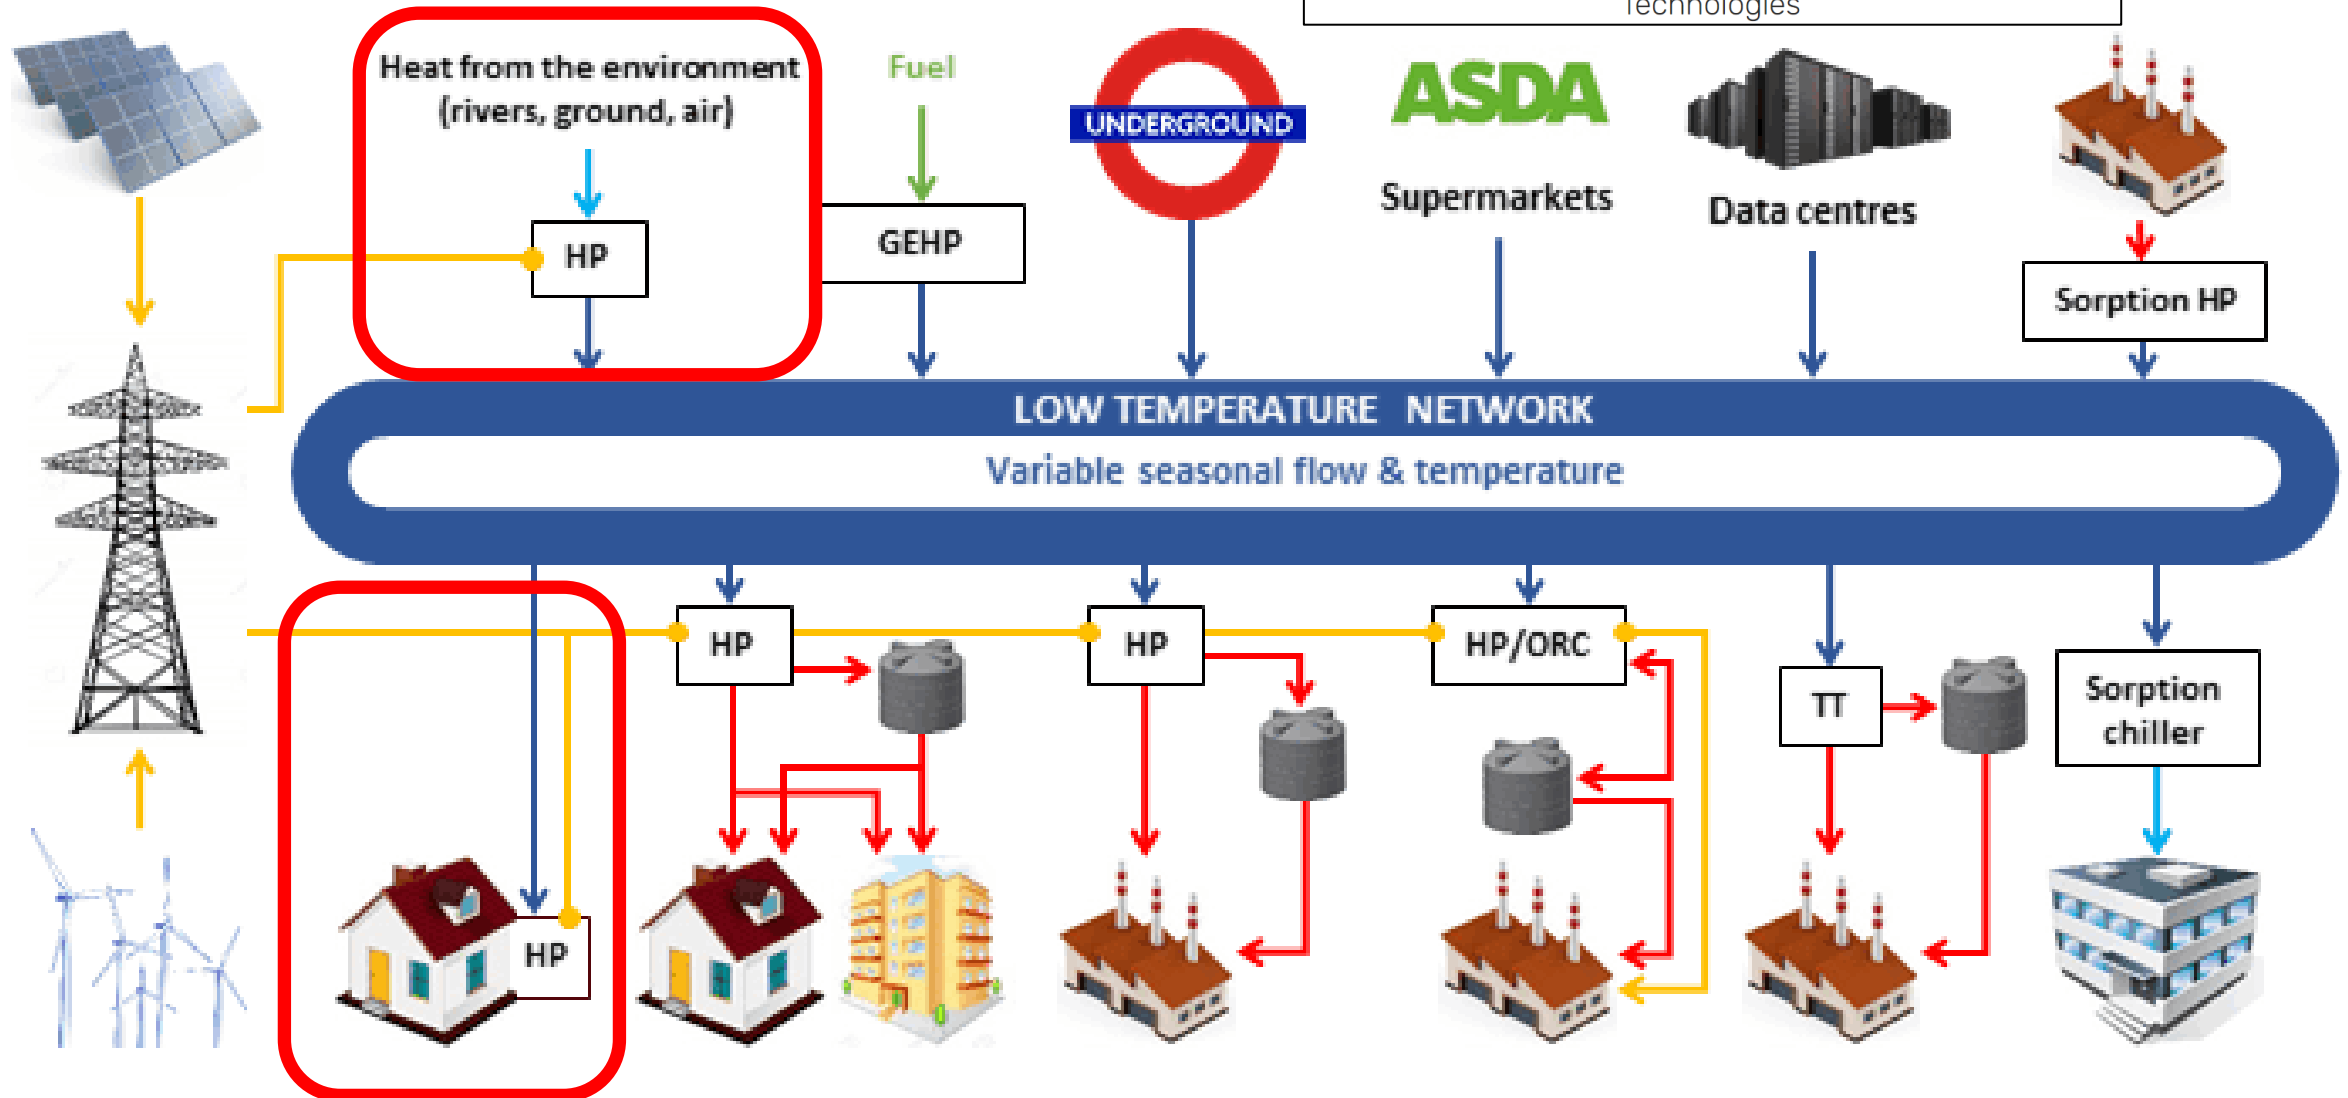 Technologies
Heat from the environment
(rivers, ground, air)
Fuel
UNDERGROUND
ASDA
Supermarkets
Data centres
HP
GEHP
Sorption HP
LOW TEMPERATURE NETWORK
Variable seasonal flow & temperature
HP
HP
HP/ORC
TT
Sorption
chiller
HP